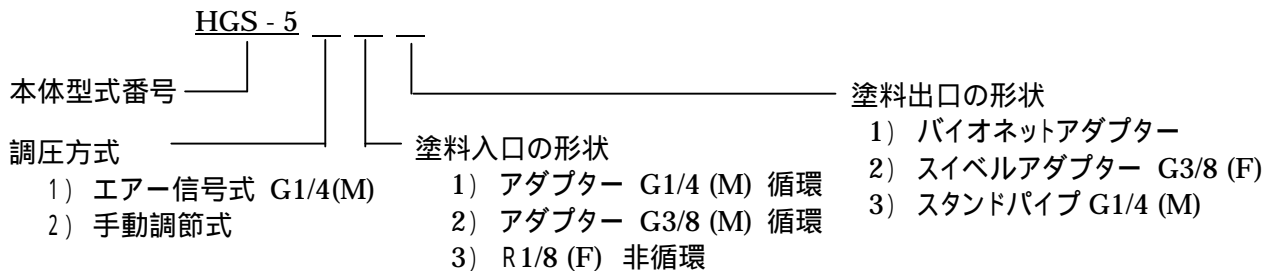 HGS - 5 _ _ _
本体型式番号
調圧方式
1) エアー信号式 G1/4(M)
2) 手動調節式
塗料入口の形状
1) アダプター G1/4 (M) 循環
2) アダプター G3/8 (M) 循環
3) R1/8 (F) 非循環
塗料出口の形状
1) バイオネットアダプター
2) スイベルアダプター G3/8 (F)
3) スタンドパイプ G1/4 (M)